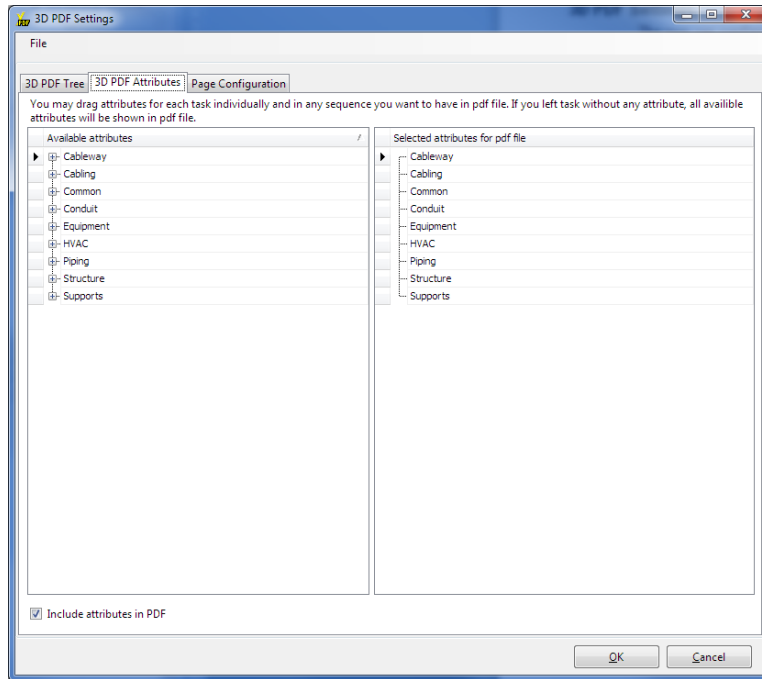 3D PDF Settings
File
3D PDF Tree 3D PDF Attributes Page Configuration
You may drag attributes for each task individually and in any sequence you want to have in pdf file. If you left task without any attribute, all availible
attributes will be shown in pdf file.
Available attributes
Cableway
Cabling
Common
Conduit
Equipment
HVAC
Piping
Structure
Supports
Selected attributes for pdf file
Cableway
Cabling
Common
Conduit
Equipment
HVAC
Piping
Structure
Supports
Include attributes in PDF
OK Cancel